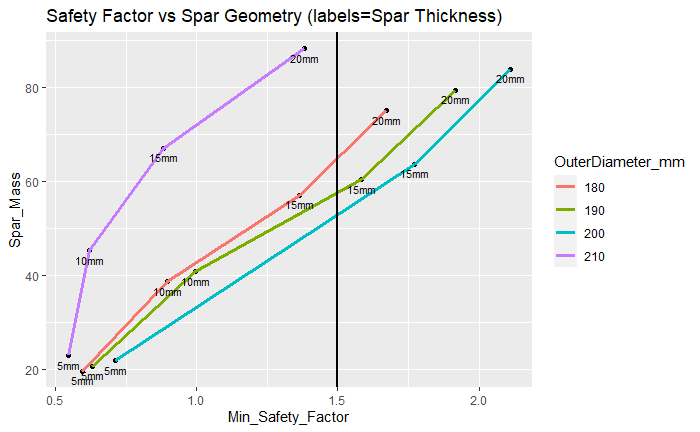 Safety Factor vs Spar Geometry (labels=Spar Thickness)
20mm
20mm
20mm
20mm
15mm
15mm
15mm
15mm
10mm
10mm
10mm
5mm
5mm
5mm
5mm
80
60
40
20
Spar_Mass
0.5
1.0
1.5
2.0
Min_Safety_Factor
OuterDiameter_mm
180
190
200
210